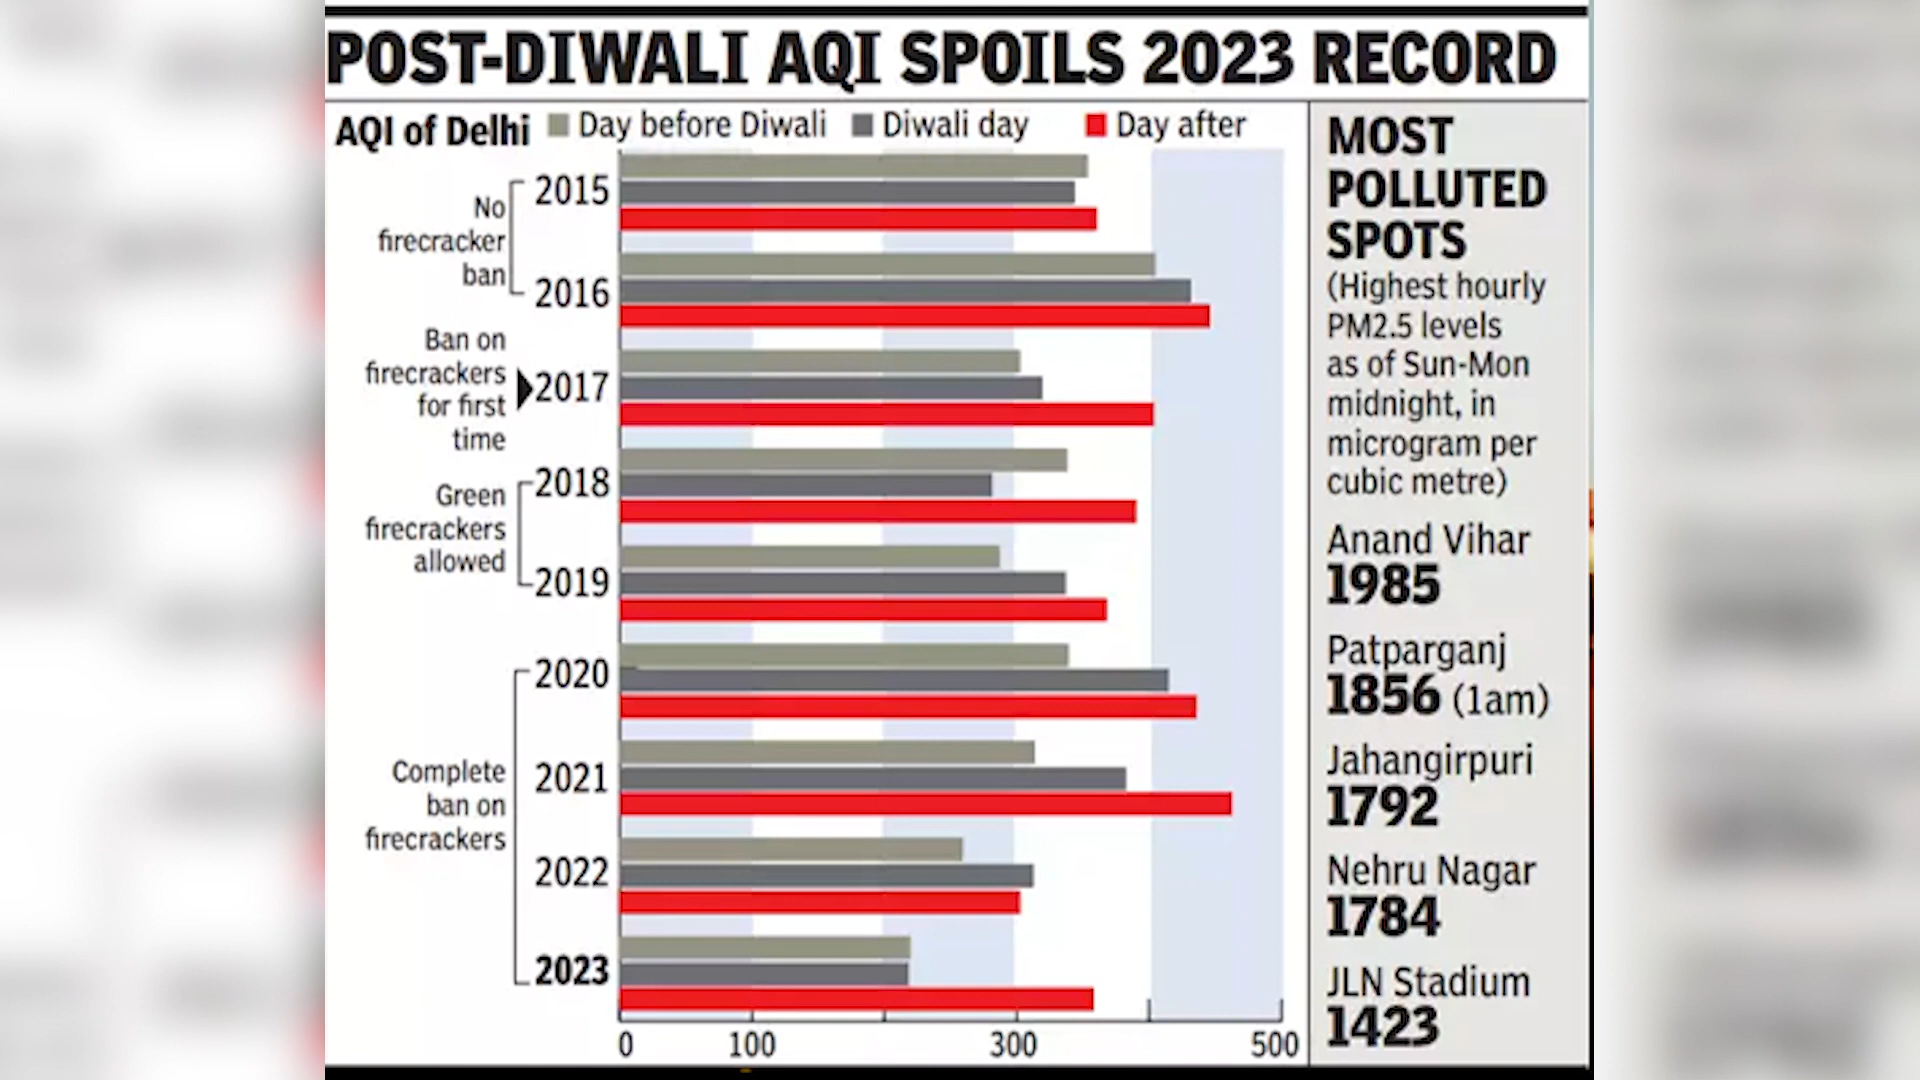 POST-DIWALI AQI SPOILS 2023 RECORD
AQI of Delhi
Day before Diwali
Diwali day
Day after
No
firecracker
ban
2015
2016
Ban on
firecrackers
for first
time
2017
Green
firecrackers
allowed
2018
2019
Complete
ban on
firecrackers
2020
2021
2022
2023
0 100 300 500
MOST
POLLUTED
SPOTS
(Highest hourly
PM2.5 levels
as of Sun-Mon
midnight, in
microgram per
cubic metre)
Anand Vihar
1985
Patparganj
1856 (1am)
Jahangirpuri
1792
Nehru Nagar
1784
JLN Stadium
1423